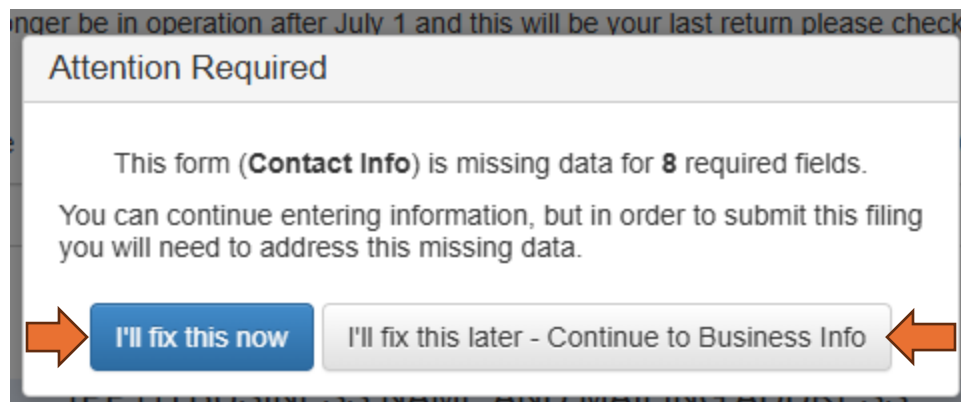 be in operation after July 1 and this will be your last return please check
Attention Required
This form (Contact Info) is missing data for 8 required fields.
You can continue entering information, but in order to submit this filing
you will need to address this missing data.
I'll fix this now
I'll fix this later - Continue to Business Info